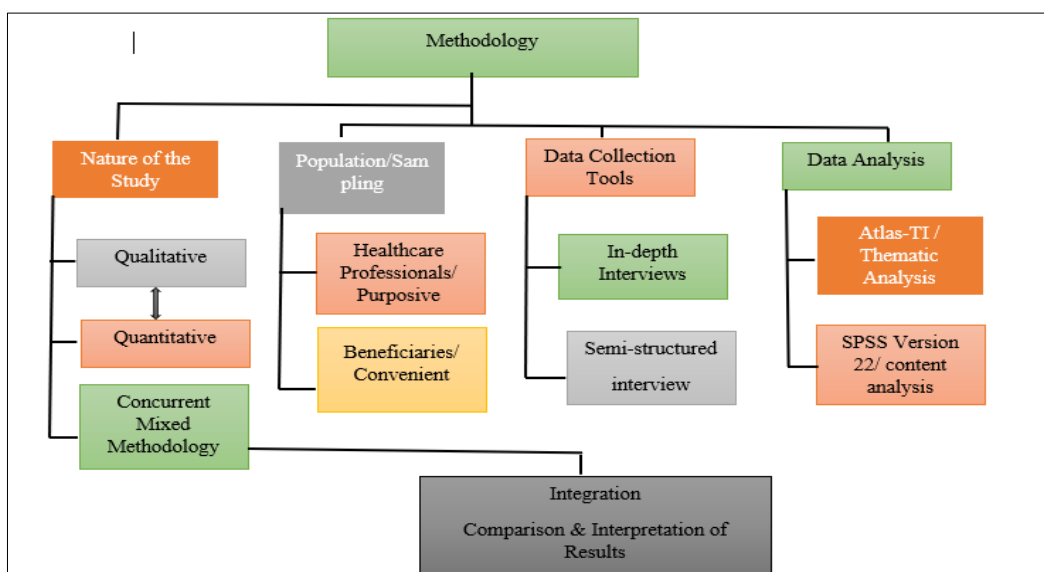 Methodology
Nature of the
Study
Population/Sam
pling
Data Collection
Tools
Data Analysis
Qualitative
Quantitative
Concurrent
Mixed
Methodology
Healthcare
Professionals/
Purposive
Beneficiaries/
Convenient
In-depth
Interviews
Semi-structured
interview
Atlas-TI /
Thematic
Analysis
SPSS Version
22/ content
analysis
Integration
Comparison & Interpretation of
Results